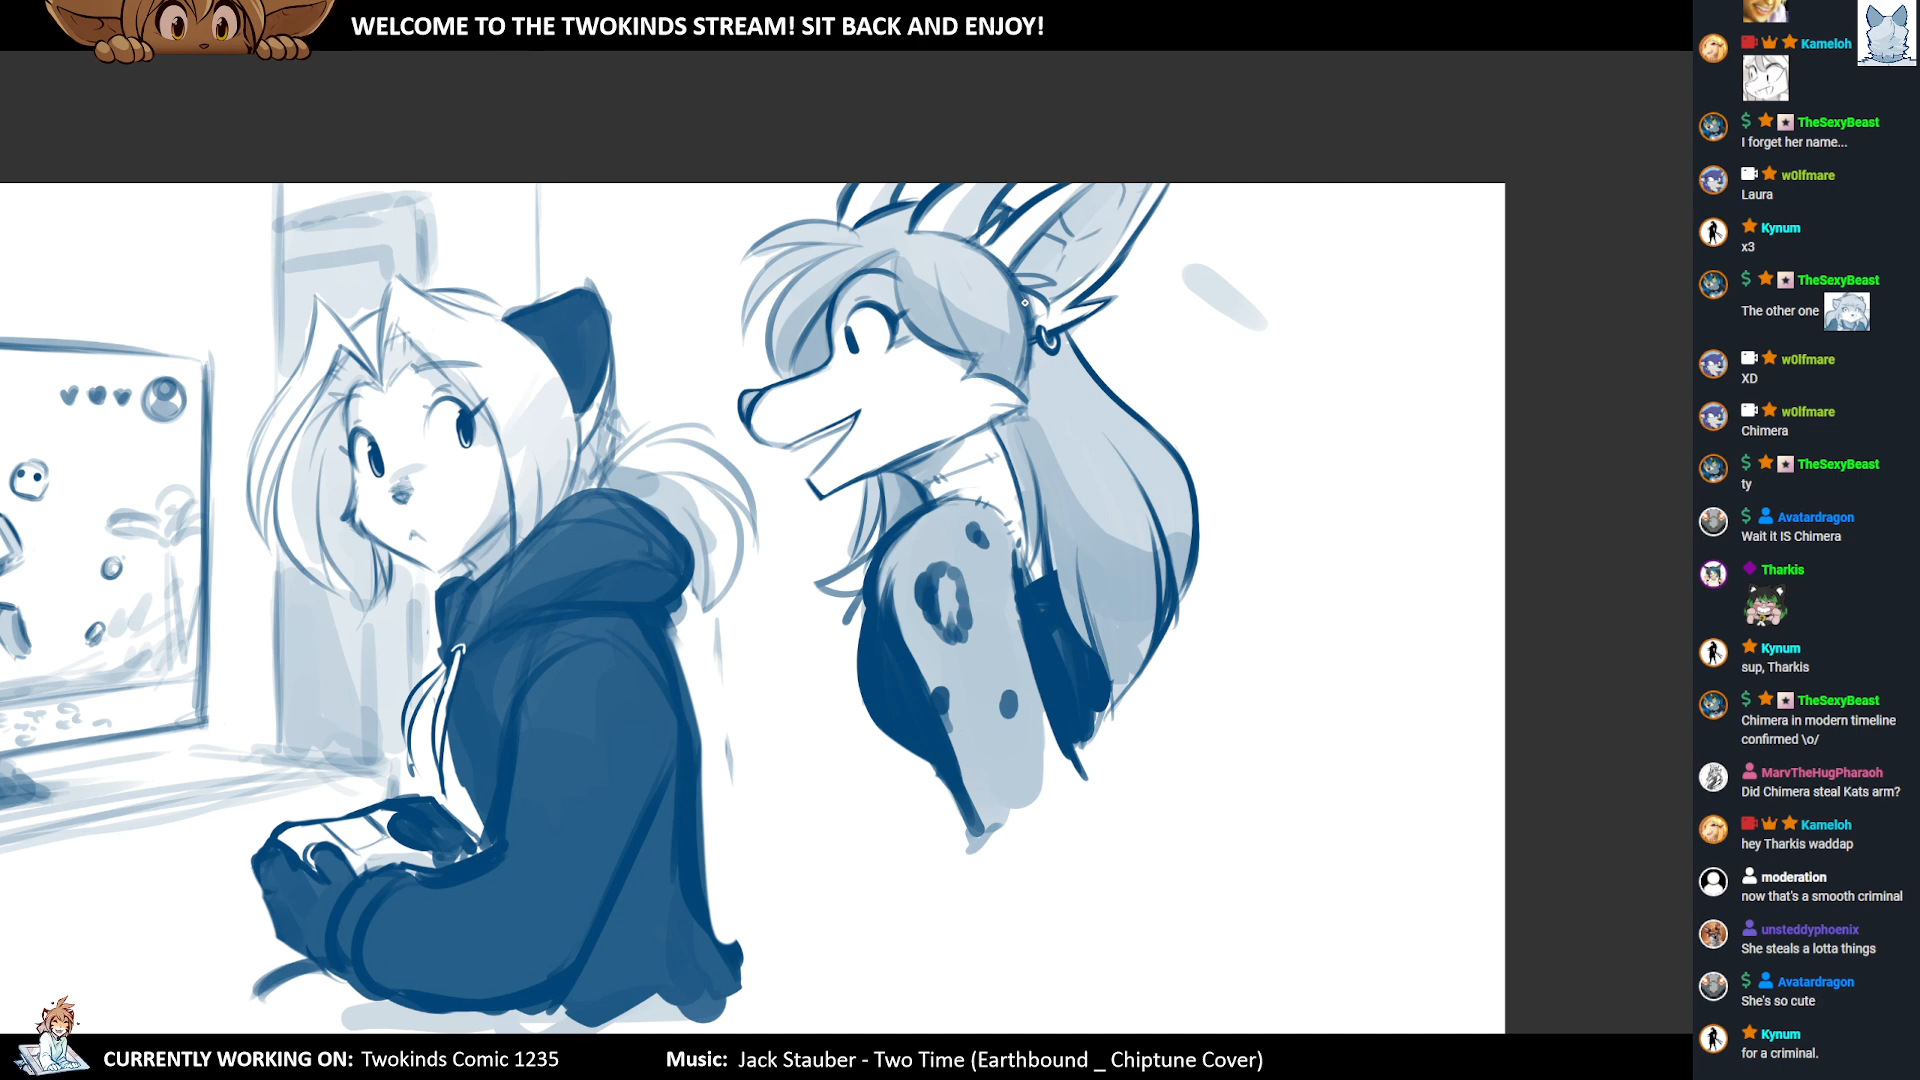 WELCOME TO THE TWOKINDS STREAM! SIT BACK AND ENJOY!
Kameloh
TheSexyBeast
I forget her name...
w0lfmare
Laura
Kynum
x3
TheSexyBeast
The other one
w0lfmare
XD
w0lfmare
Chimera
TheSexyBeast
ty
Avatardragon
Wait it IS Chimera
Tharkis
Kynum
sup, Tharkis
TheSexyBeast
Chimera in modern timeline
confirmed \o/
MarvTheHugPharaoh
Did Chimera steal Kats arm?
Kameloh
hey Tharkis waddap
moderation
now that's a smooth criminal
unsteddyphoenix
She steals a lotta things
Avatardragon
She's so cute
Kynum
for a criminal.
CURRENTLY WORKING ON: Twokinds Comic 1235
Music: Jack Stauber - Two Time (Earthbound _ Chiptune Cover)